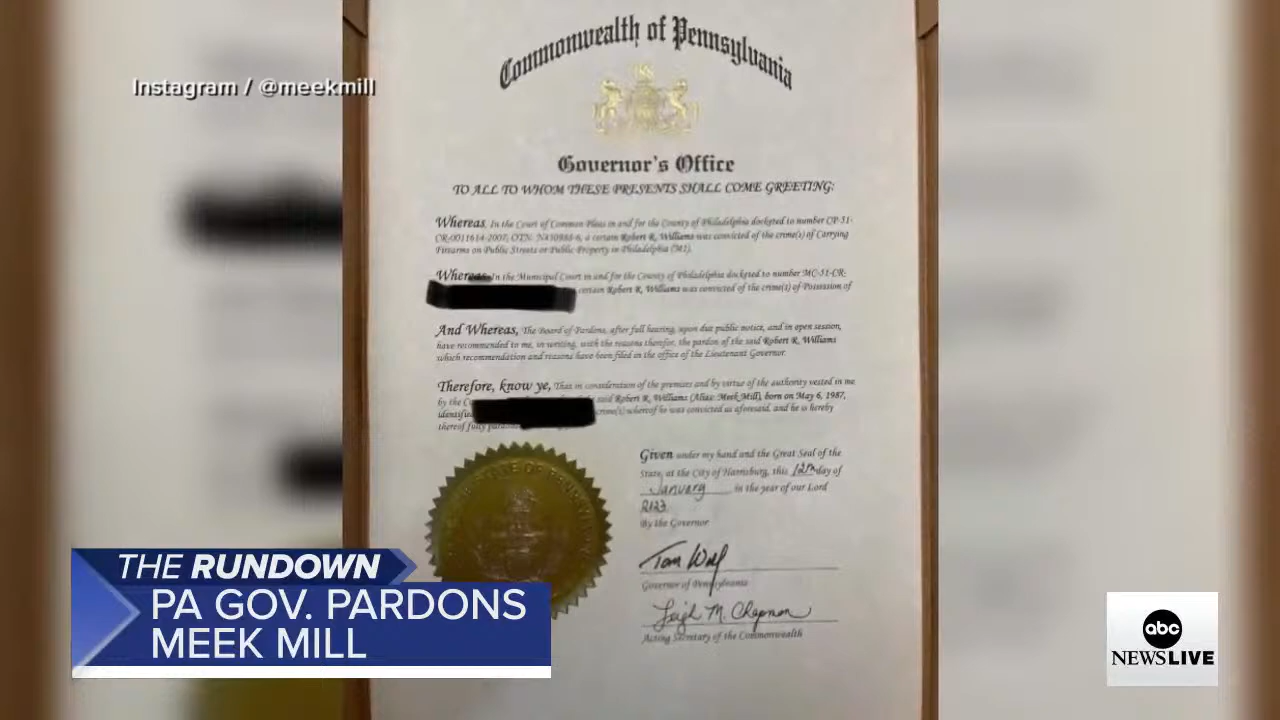 Instagram / @meekmill
Commonwealth of Pennsylvania
Governor's Office
TO ALL TO WHOM THESE PRESENTS SHALL COME GREETING:
Whereas, In the Court of Common Pleas in and for the County of Philadelphia docketed to number CP-51-
CR-0011614-2007, OTN: a certain Robert R. Williams was convicted of the crime(s) of Carrying
Firearms on Public Streets or Public Property in Philadelphia (M1).
Whereas, In the Municipal Court in and for the County of Philadelphia docketed to number MC-51-CR-
certain Robert R. Williams was convicted of the crime(s) of Possession of
And Whereas, The Board of Pardons, after full hearing, upon due public notice, and in open session,
have recommended to me, in writing, with the reasons therefor, the pardon of the said Robert R. Williams
which recommendation and reasons have been filed in the office of the Lieutenant Governor.
Therefore, know ye, That in consideration of the premises and by virtue of the authority vested in me
by the said Robert R. Williams (Alias: Meek Mill), born on May 6, 1987,
identified crime(s) whereof he was convicted as aforesaid, and he is hereby
thereof fully
Given under my hand and the Great Seal of the
State, at the City of Harrisburg, this 12th day of
January in the year of our Lord
2023
By the Governor
Tom Wolf
Governor of Pennsylvania
Leigh M. Chapman
Acting Secretary of the Commonwealth
THE RUNDOWN
PA GOV. PARDONS
MEEK MILL
abc
NEWS LIVE